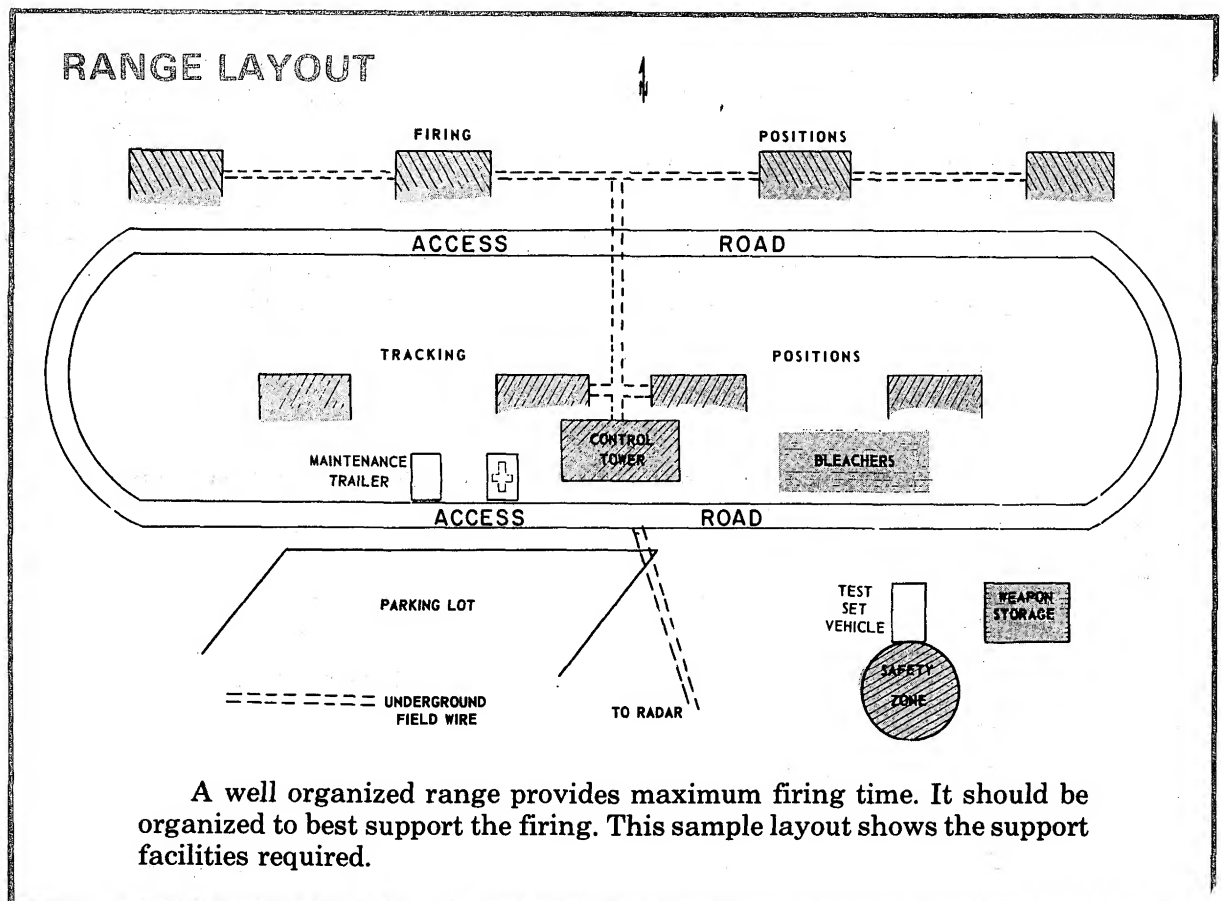 RANGE LAYOUT
N
FIRING POSITIONS
ACCESS ROAD
TRACKING POSITIONS
CONTROL
TOWER
BLEACHERS
MAINTENANCE
TRAILER
ACCESS ROAD
PARKING LOT
TEST
SET
VEHICLE
WEAPON
STORAGE
SAFETY
ZONE
UNDERGROUND
FIELD WIRE
TO RADAR
A well organized range provides maximum firing time. It should be
organized to best support the firing. This sample layout shows the support
facilities required.